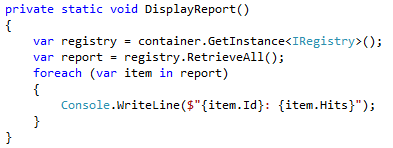 private static void DisplayReport()
{
    var registry = container.GetInstance<IRegistry>();
    var report = registry.RetrieveAll();
    foreach (var item in report)
    {
        Console.WriteLine($"{item.Id}: {item.Hits}");
    }
}